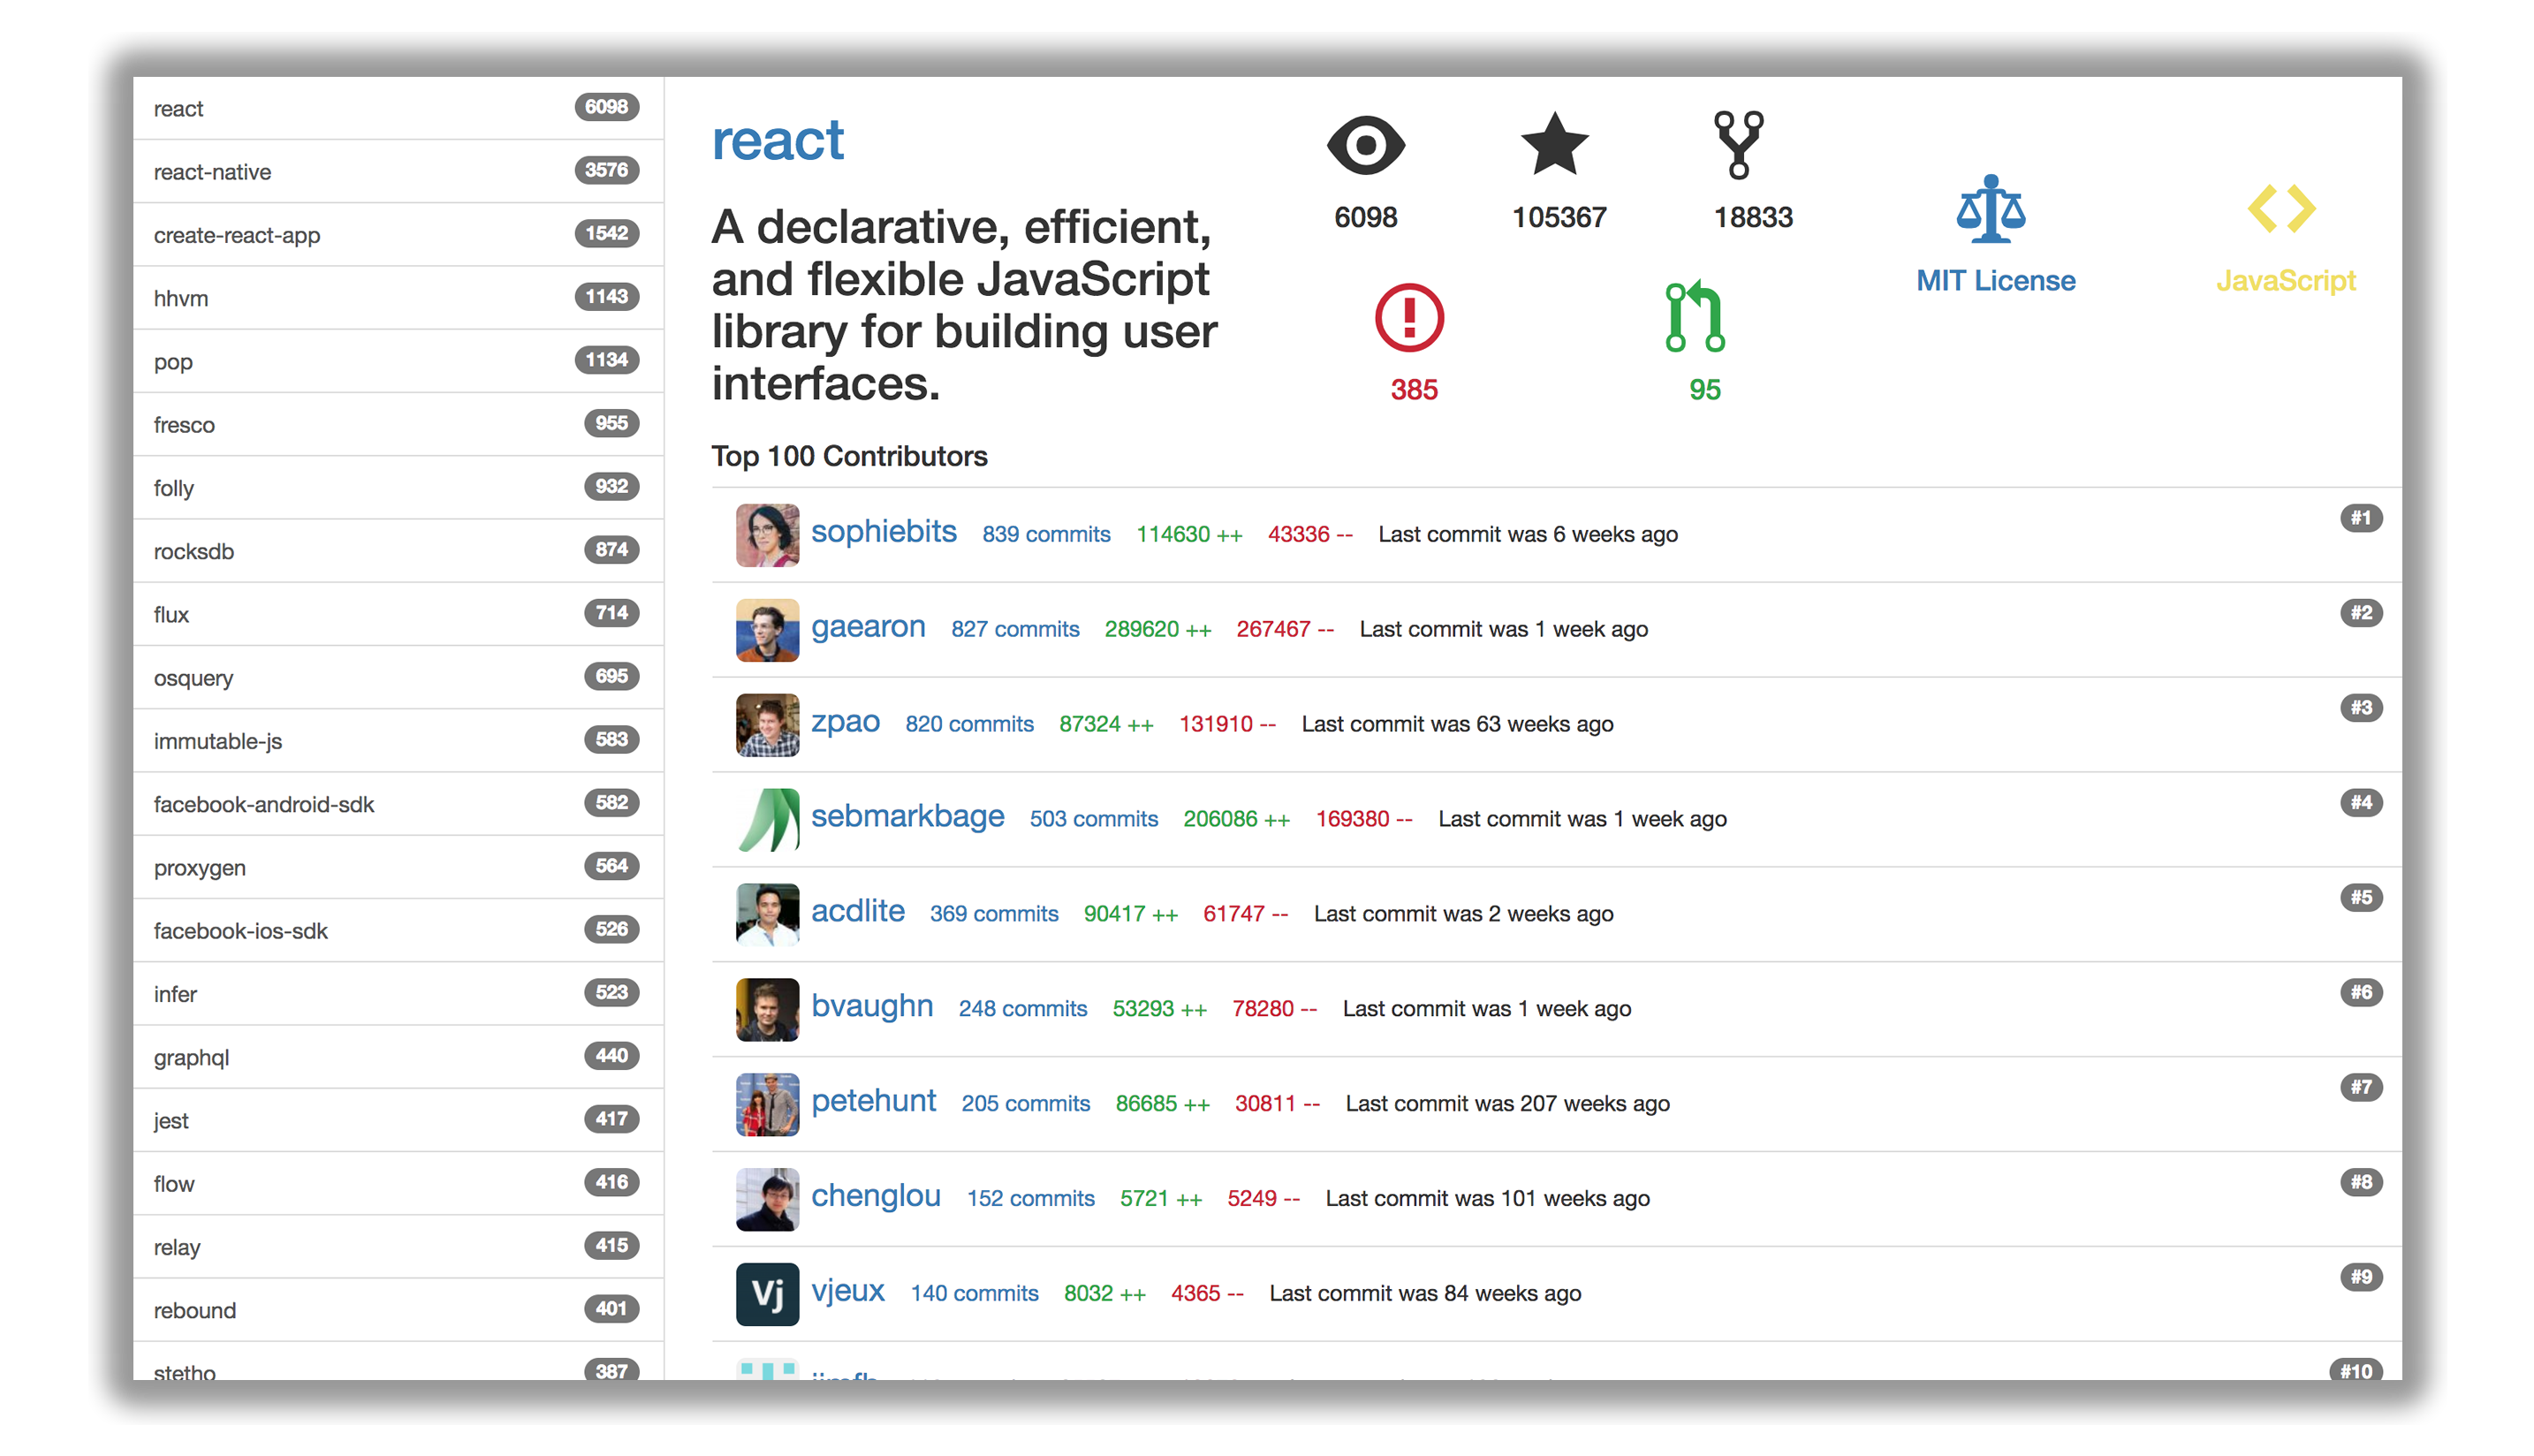 react 6098
react-native 3576
create-react-app 1542
hhvm 1143
pop 1134
fresco 955
folly 932
rocksdb 874
flux 714
osquery 695
immutable-js 583
facebook-android-sdk 582
proxygen 564
facebook-ios-sdk 526
infer 523
graphql 440
jest 417
flow 416
relay 415
rebound 401
stetho 387
react
A declarative, efficient,
and flexible JavaScript
library for building user
interfaces.
6098 105367 18833
MIT License JavaScript
385 95
Top 100 Contributors
sophiebits 839 commits 114630 ++ 43336 -- Last commit was 6 weeks ago #1
gaearon 827 commits 289620 ++ 267467 -- Last commit was 1 week ago #2
zpao 820 commits 87324 ++ 131910 -- Last commit was 63 weeks ago #3
sebmarkbage 503 commits 206086 ++ 169380 -- Last commit was 1 week ago #4
acdlite 369 commits 90417 ++ 61747 -- Last commit was 2 weeks ago #5
bvaughn 248 commits 53293 ++ 78280 -- Last commit was 1 week ago #6
petehunt 205 commits 86685 ++ 30811 -- Last commit was 207 weeks ago #7
chenglou 152 commits 5721 ++ 5249 -- Last commit was 101 weeks ago #8
Vj vjeux 140 commits 8032 ++ 4365 -- Last commit was 84 weeks ago #9
#10